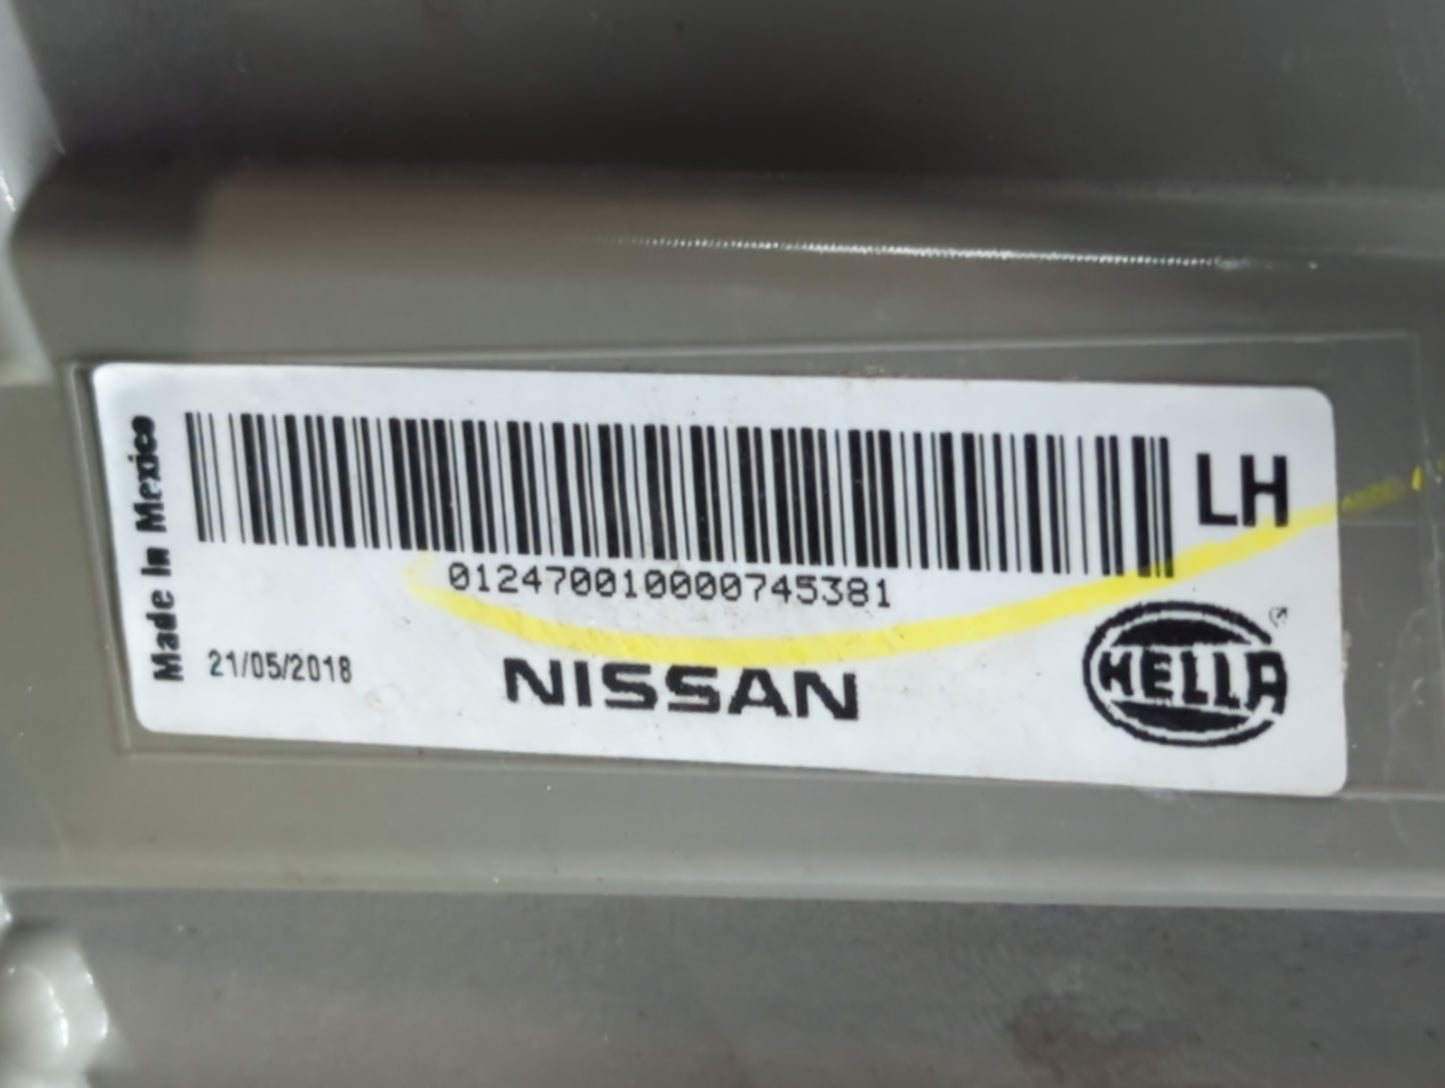 Made In Mexico
LH
012470010000745381
21/05/2018
NISSAN
HELLA